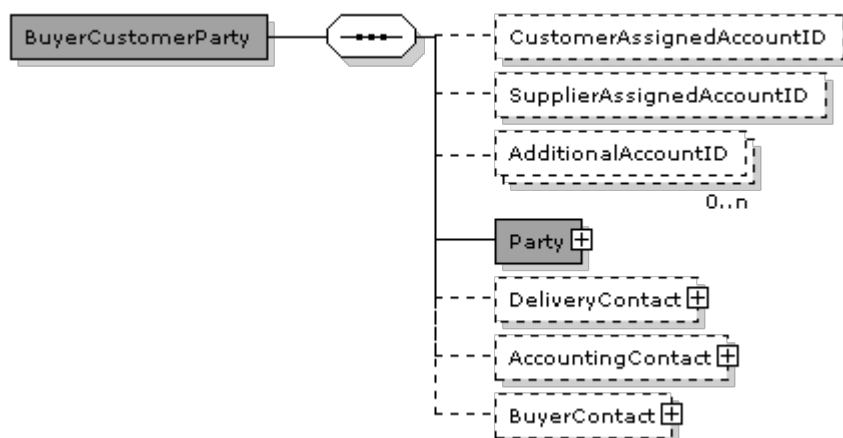 BuyerCustomerParty
CustomerAssignedAccountID
SupplierAssignedAccountID
AdditionalAccountID
0..n
Party
DeliveryContact
AccountingContact
BuyerContact